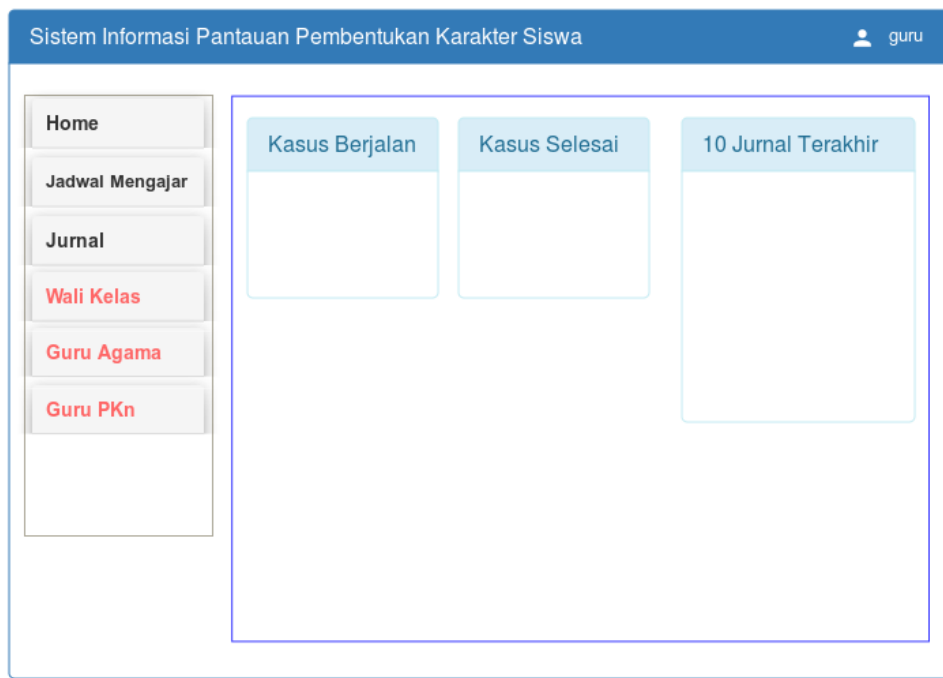 Sistem Informasi Pantauan Pembentukan Karakter Siswa
guru
Home
Jadwal Mengajar
Jurnal
Wali Kelas
Guru Agama
Guru PKn
Kasus Berjalan
Kasus Selesai
10 Jurnal Terakhir